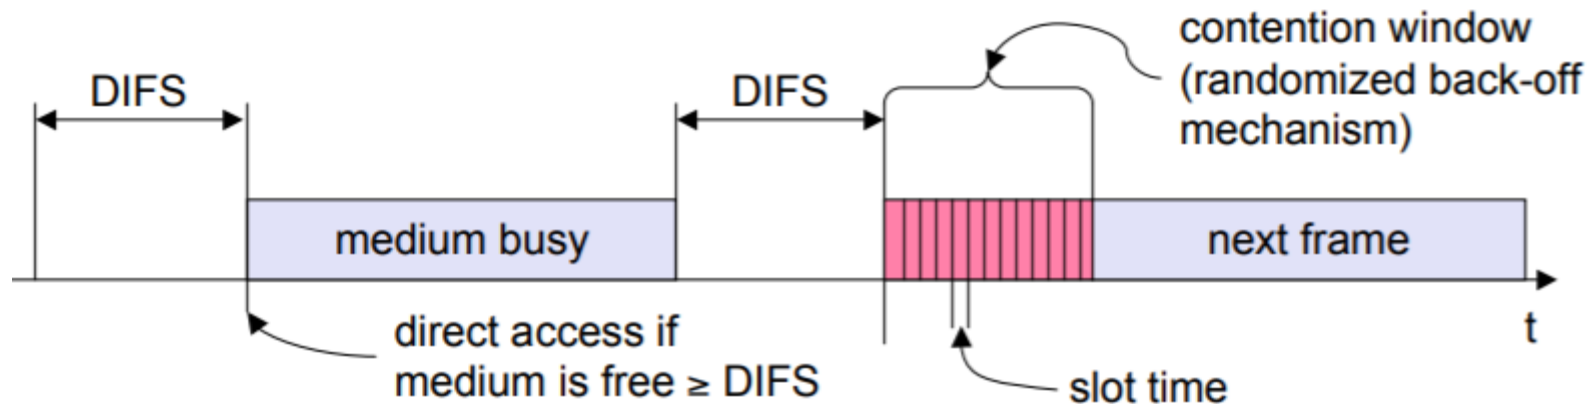 contention window
(randomized back-off
mechanism)
DIFS
DIFS
medium busy
next frame
direct access if
medium is free ≥ DIFS
t
slot time